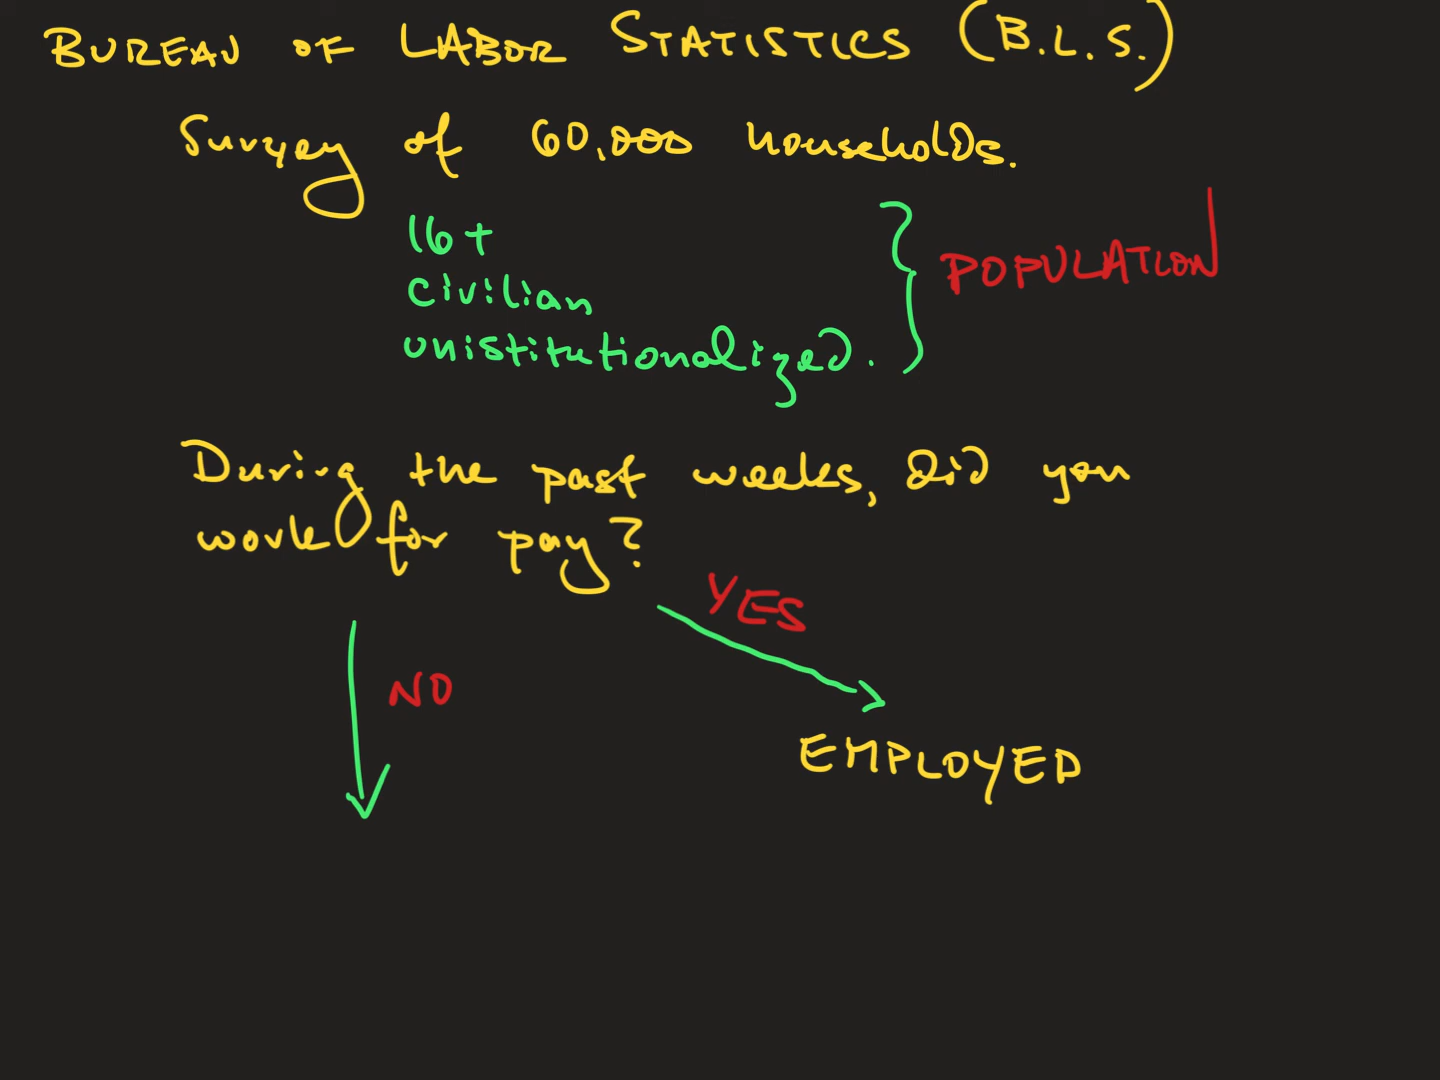 BUREAU OF LABOR STATISTICS (B.L.S.)
Survey of 60,000 households.
16+
civilian
unistitutionalized.
POPULATION
During the past weeks, did you
work for pay?
YES
NO
EMPLOYED